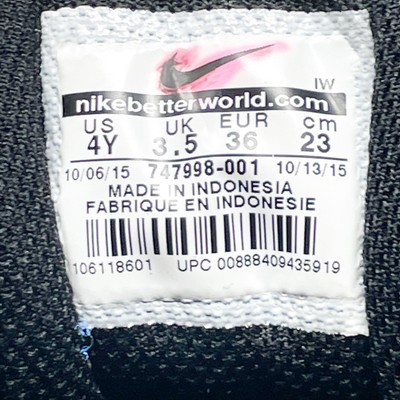 IW
nikebetterworld.com
US UK EUR cm
4Y 3.5 36 23
10/06/15 747998-001 10/13/15
MADE IN INDONESIA
FABRIQUE EN INDONESIE
106118601 UPC 00888409435919